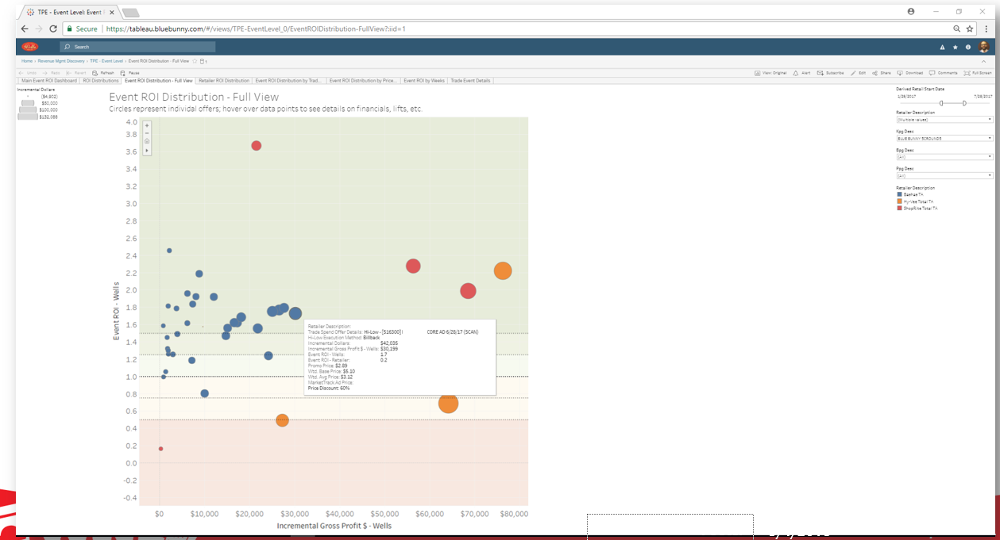 TPE - Event Level: Event
Secure https://tableau.bluebunny.com/#/views/TPE-EventLevel_0/EventROIDistribution-FullView?:iid=1
Wells
Search
Home Revenue Mgmt Discovery TPE - Event Level Event ROI Distribution - Full View 1
Undo Redo Revert Refresh Pause
View: Original Alert Subscribe Edit Share Download Comments Full Screen
Main Event ROI Dashboard ROI Distributions Event ROI Distribution - Full View Retailer ROI Distribution Event ROI Distribution by Trad... Event ROI Distribution by Price... Event ROI by Weeks Trade Event Details
Incremental Dollars
($4,902)
$50,000
$100,000
$132,088
Event ROI Distribution - Full View
Circles represent individal offers; hover over data points to see details on financials, lifts, etc.
4.0
3.8
3.6
3.4
3.2
3.0
2.8
2.6
2.4
2.2
2.0
1.8
1.6
1.4
1.2
1.0
0.8
0.6
0.4
0.2
0.0
-0.2
-0.4
Event ROI - Wells
$0 $10,000 $20,000 $30,000 $40,000 $50,000 $60,000 $70,000 $80,000
Incremental Gross Profit $ - Wells
Retailer Description:
Trade Spend Offer Details: Hi-Low - [516300] CORE AD 6/28/17 (SCAN)
Hi-Low Execution Method: Billback
Incremental Dollars: $42,035
Incremental Gross Profit $ - Wells: $30,199
Event ROI - Wells: 1.7
Event ROI - Retailer: 0.2
Promo Price: $2.89
Wtd. Base Price: $5.10
Wtd. Avg Price: $3.12
MarketTrack Ad Price:
Price Discount: 60%
Derived Retail Start Date
1/28/2017 7/28/2017
Retailer Description
(Multiple values)
Kpg Desc
BLUE BUNNY 56ROUNDS
Bpg Desc
(All)
Ppg Desc
(All)
Retailer Description
Bashas TA
Hy-Vee Total TA
ShopRite Total TA